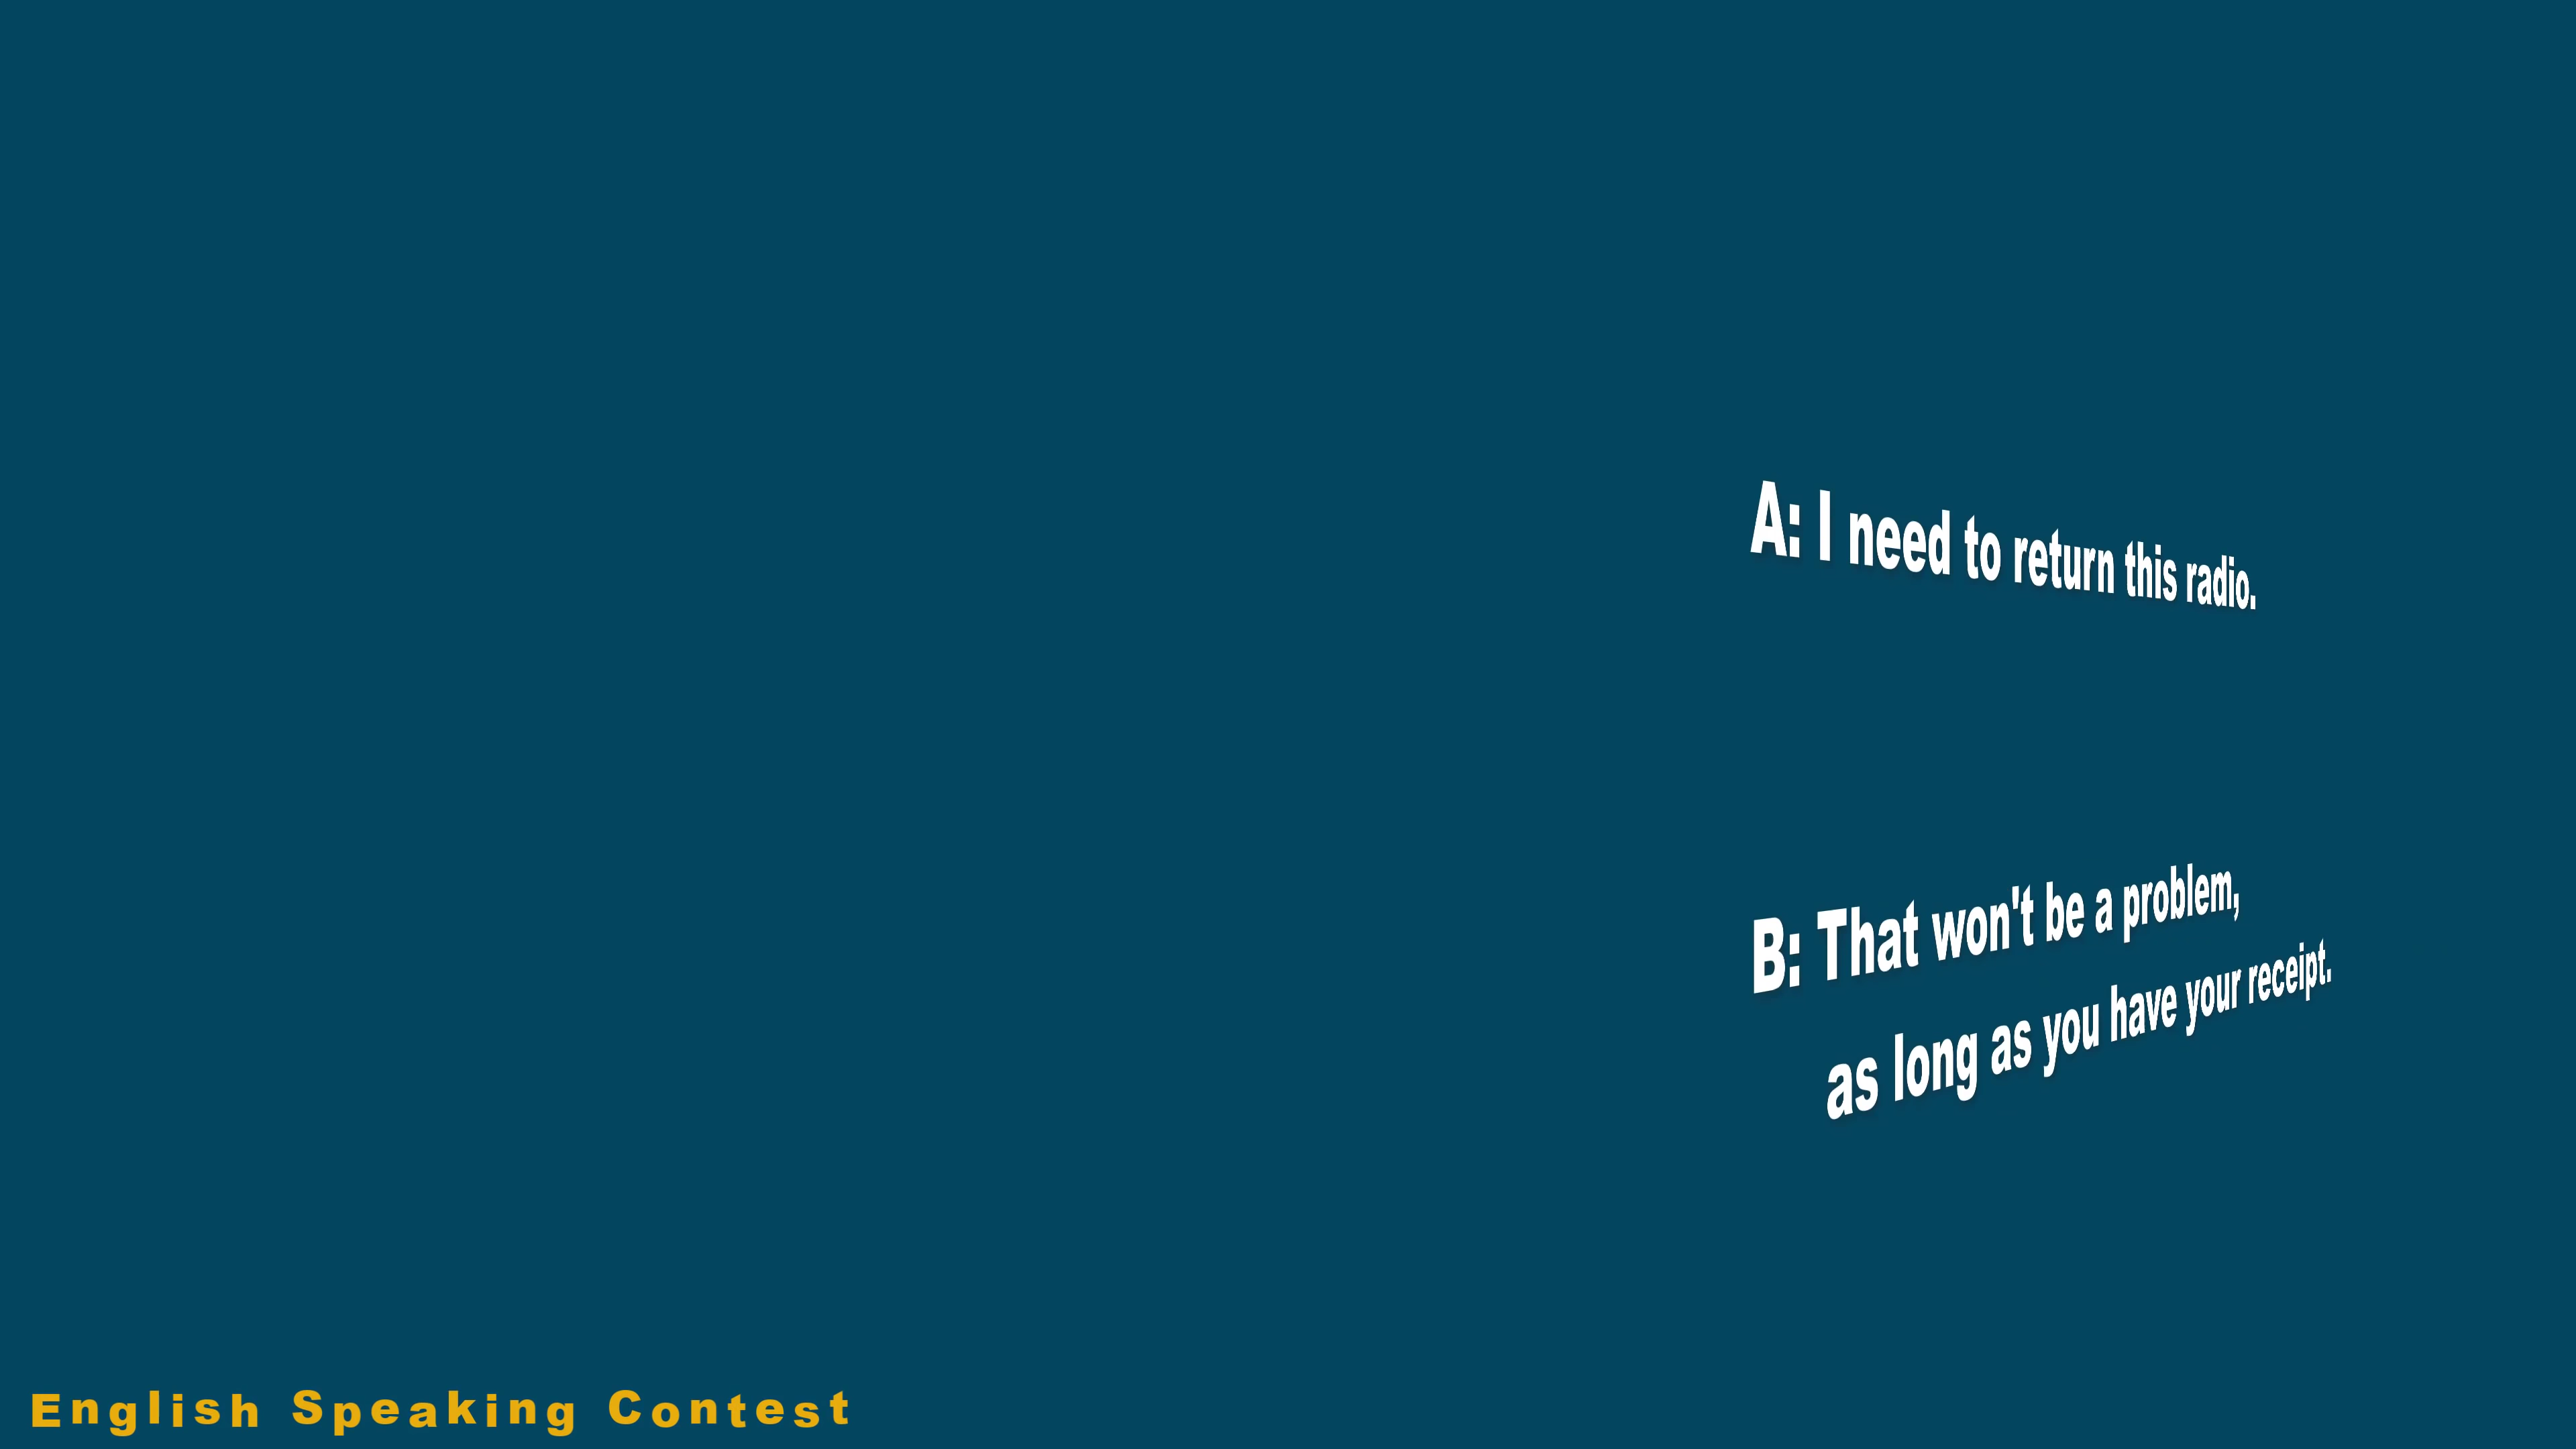 A: I need to return this radio.
B: That won't be a problem,
as long as you have your receipt.
English Speaking Contest